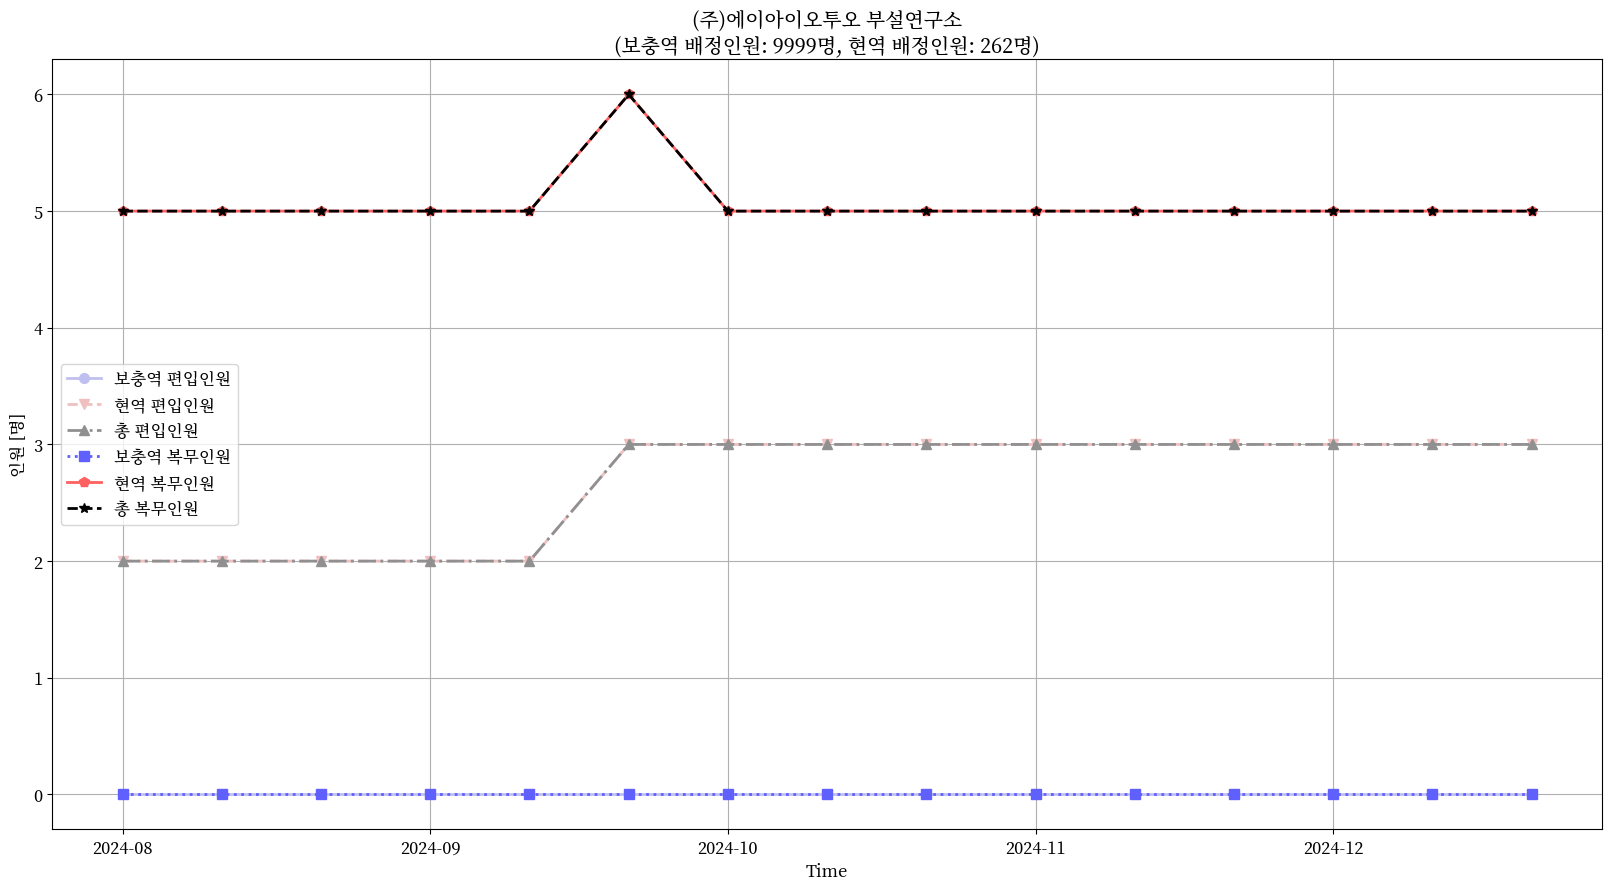 (주)에이아이오투오 부설연구소
(보충역 배정인원: 9999명, 현역 배정인원: 262명)
6
5
4
3
2
1
0
인원 [명]
보충역 편입인원
현역 편입인원
총 편입인원
보충역 복무인원
현역 복무인원
총 복무인원
2024-08
2024-09
2024-10
2024-11
2024-12
Time